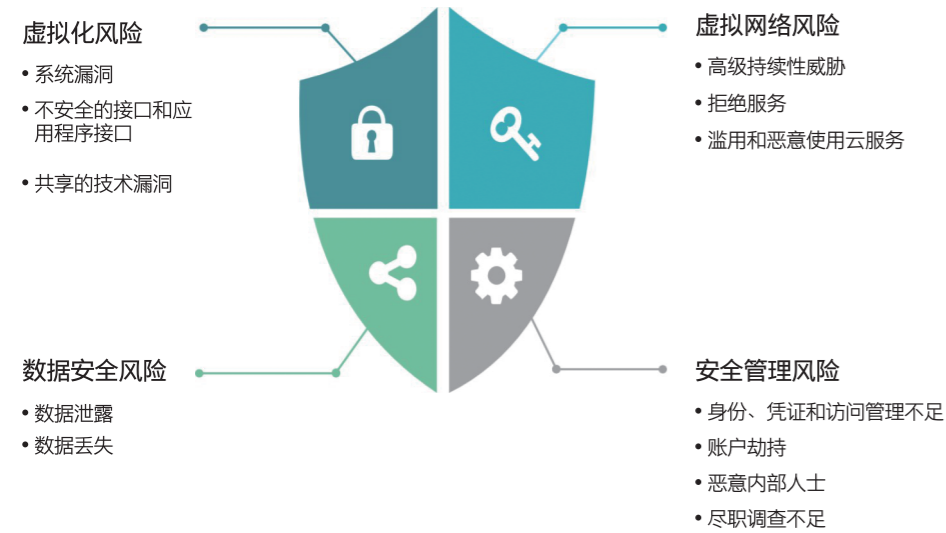 虚拟化风险
• 系统漏洞
• 不安全的接口和应
用程序接口
• 共享的技术漏洞
虚拟网络风险
• 高级持续性威胁
• 拒绝服务
• 滥用和恶意使用云服务
数据安全风险
• 数据泄露
• 数据丢失
安全管理风险
• 身份、凭证和访问管理不足
• 账户劫持
• 恶意内部人士
• 尽职调查不足